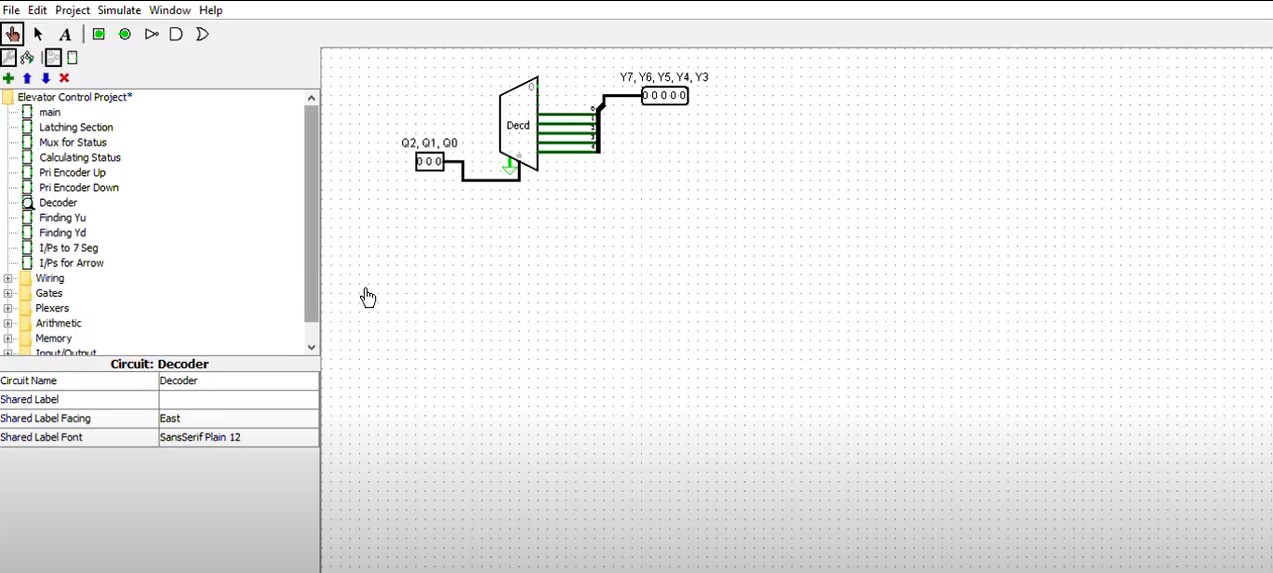 File Edit Project Simulate Window Help
A
Elevator Control Project*
main
Latching Section
Mux for Status
Calculating Status
Pri Encoder Up
Pri Encoder Down
Decoder
Finding Yu
Finding Yd
I/Ps to 7 Seg
I/Ps for Arrow
Wiring
Gates
Plexers
Arithmetic
Memory
Input/Output
Circuit: Decoder
Circuit Name Decoder
Shared Label
Shared Label Facing East
Shared Label Font SansSerif Plain 12
Y7, Y6, Y5, Y4, Y3
0 0 0 0 0
0
Decd
Q2, Q1, Q0
0 0 0